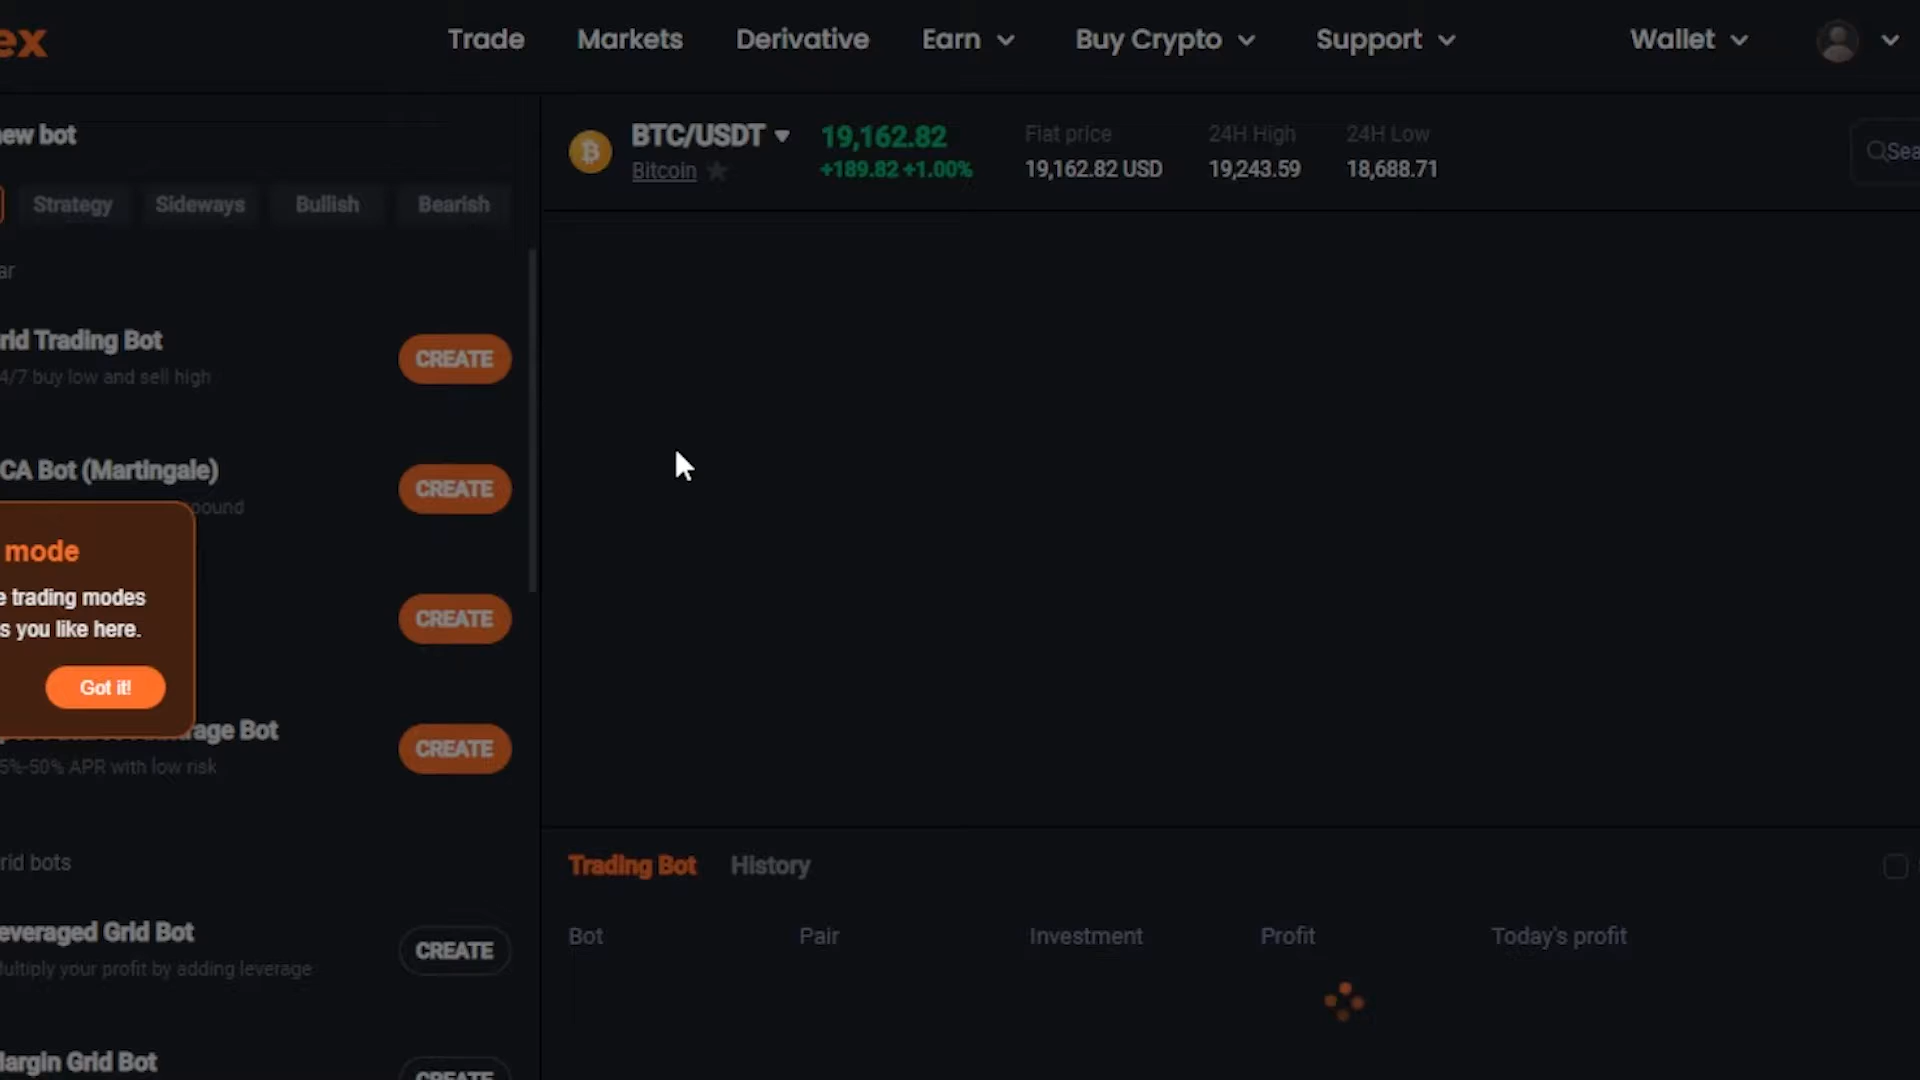 ex
Trade Markets Derivative Earn Buy Crypto Support Wallet
new bot
Strategy Sideways Bullish Bearish
ar
rid Trading Bot
4/7 buy low and sell high
CREATE
CA Bot (Martingale)
pound
CREATE
mode
e trading modes
s you like here.
Got it!
CREATE
rage Bot
5%-50% APR with low risk
CREATE
rid bots
everaged Grid Bot
ultiply your profit by adding leverage
CREATE
argin Grid Bot
CREATE
BTC/USDT
Bitcoin
19,162.82
+189.82 +1.00%
Fiat price
19,162.82 USD
24H High
19,243.59
24H Low
18,688.71
Sea
Trading Bot History
Bot Pair Investment Profit Today's profit